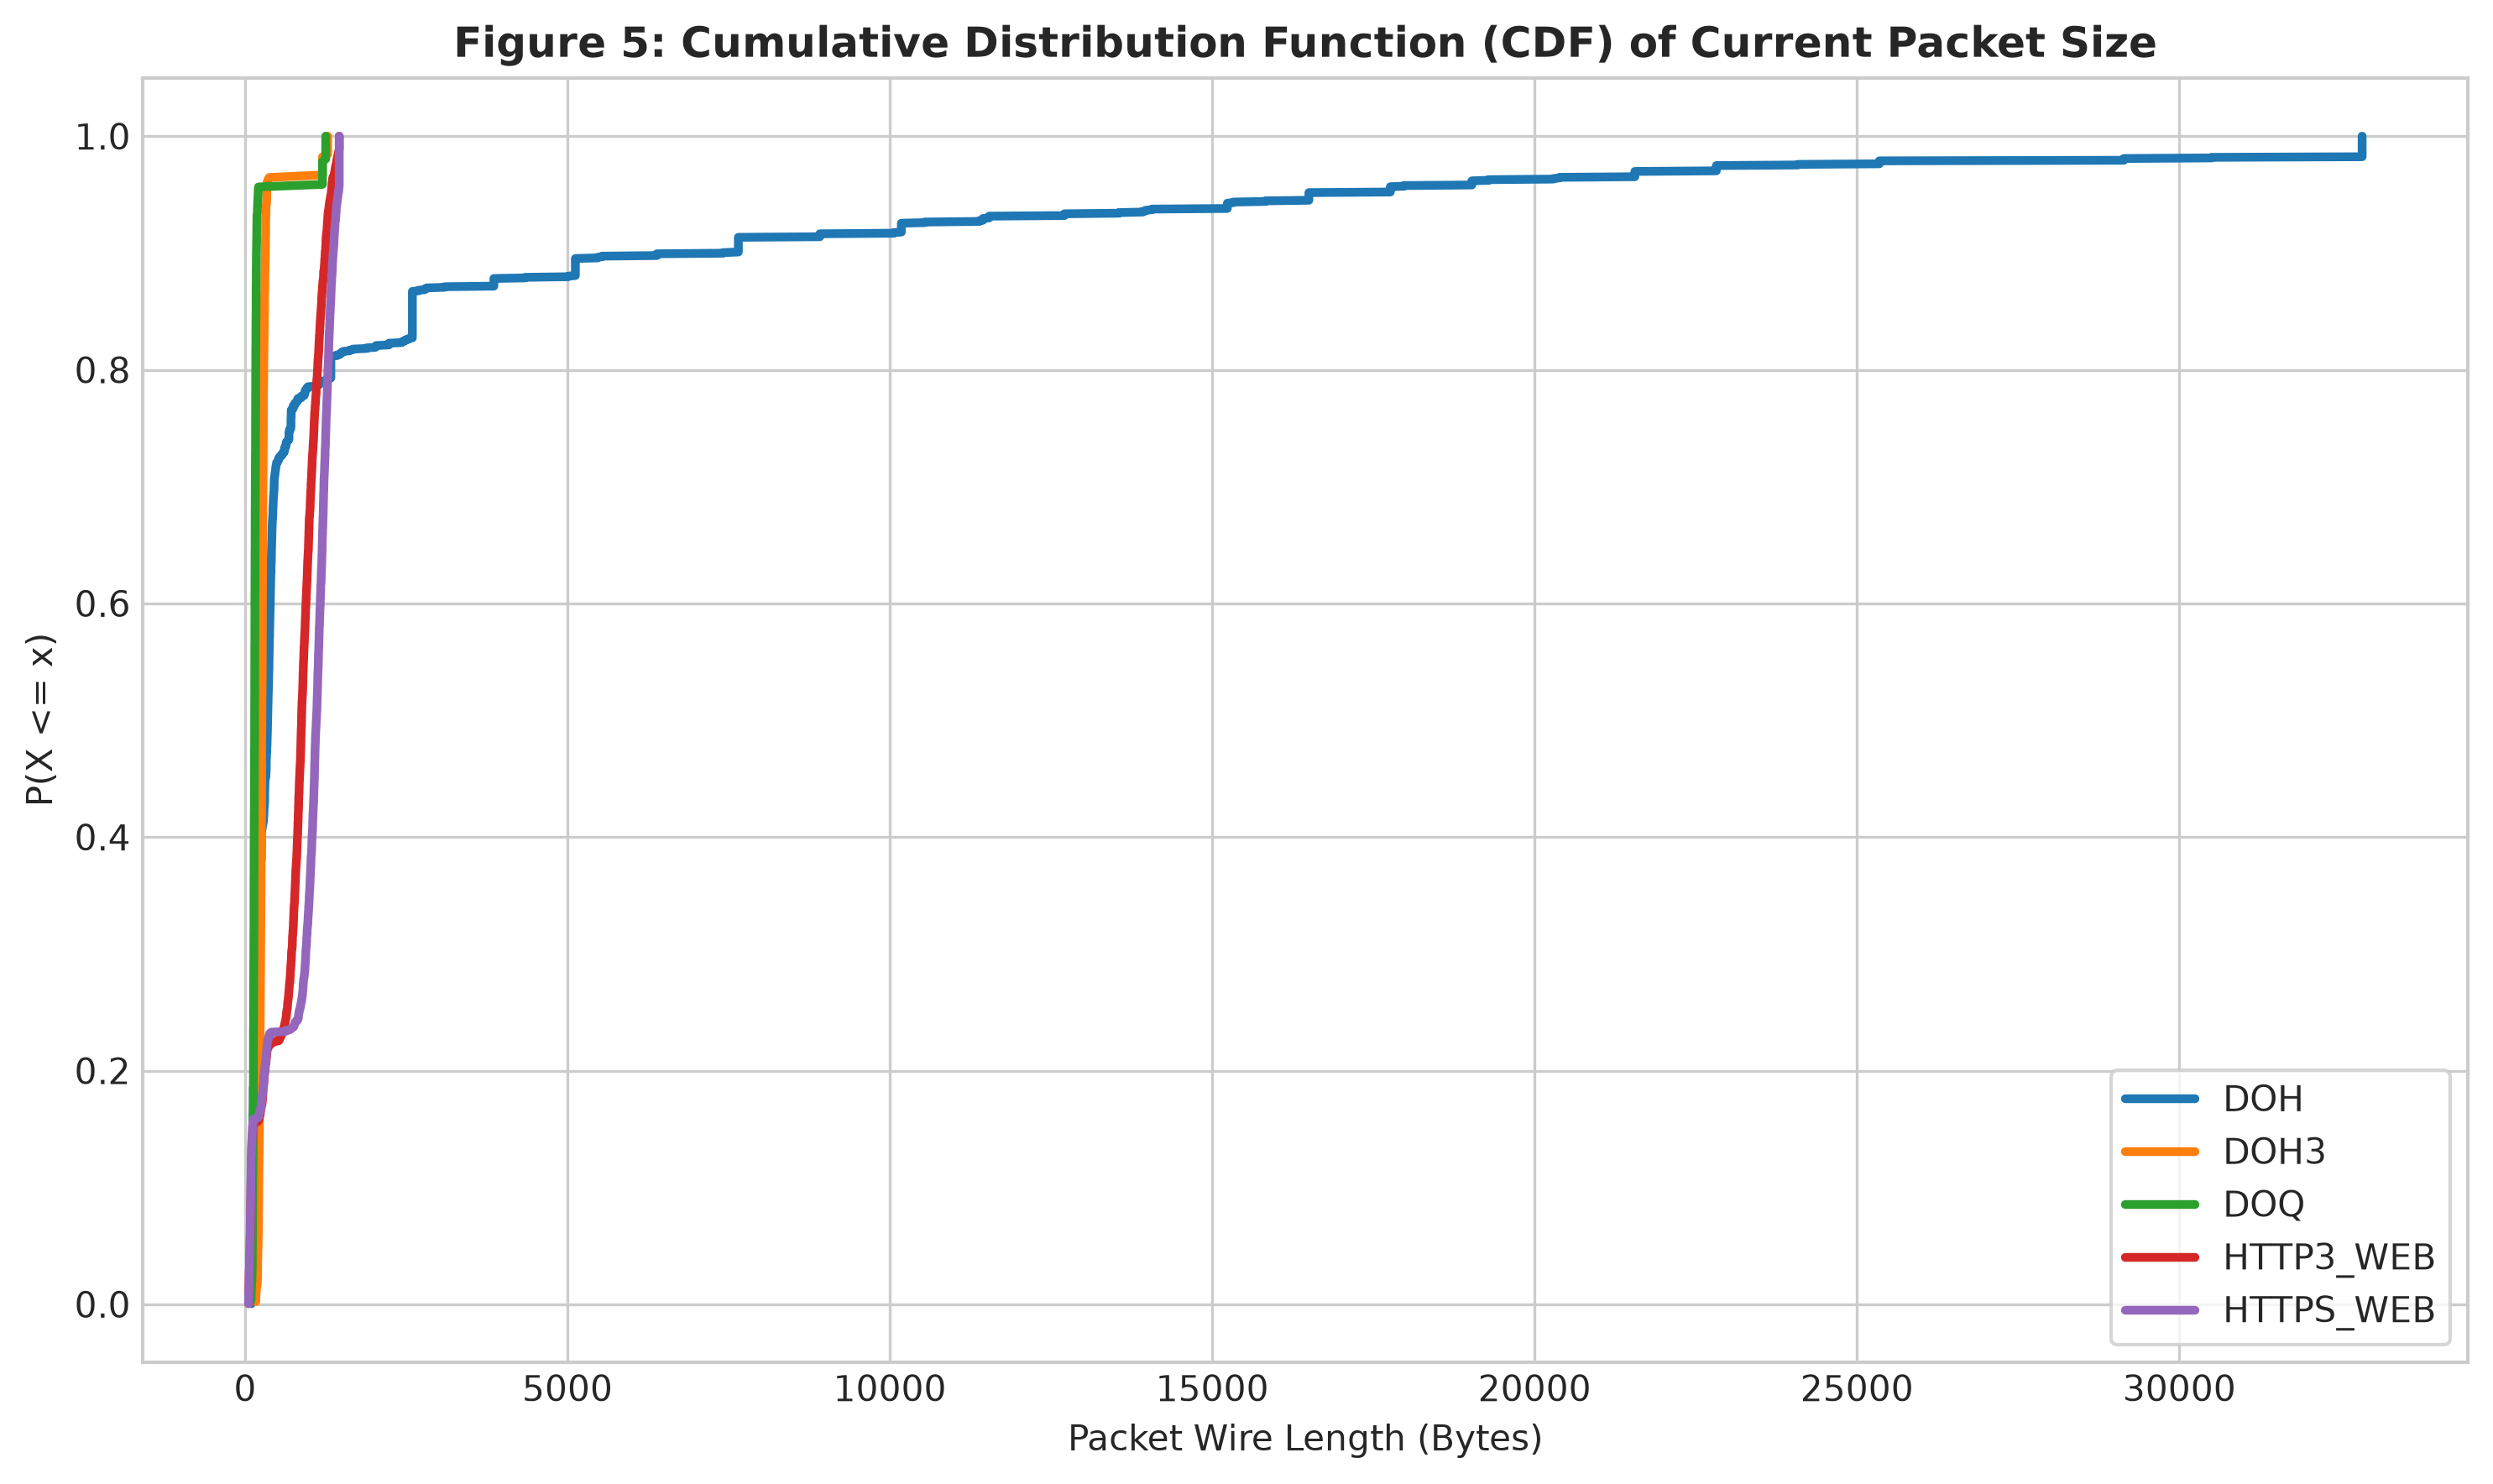 Figure 5: Cumulative Distribution Function (CDF) of Current Packet Size
P(X <= x)
1.0
0.8
0.6
0.4
0.2
0.0
0 5000 10000 15000 20000 25000 30000
Packet Wire Length (Bytes)
DOH
DOH3
DOQ
HTTP3_WEB
HTTPS_WEB